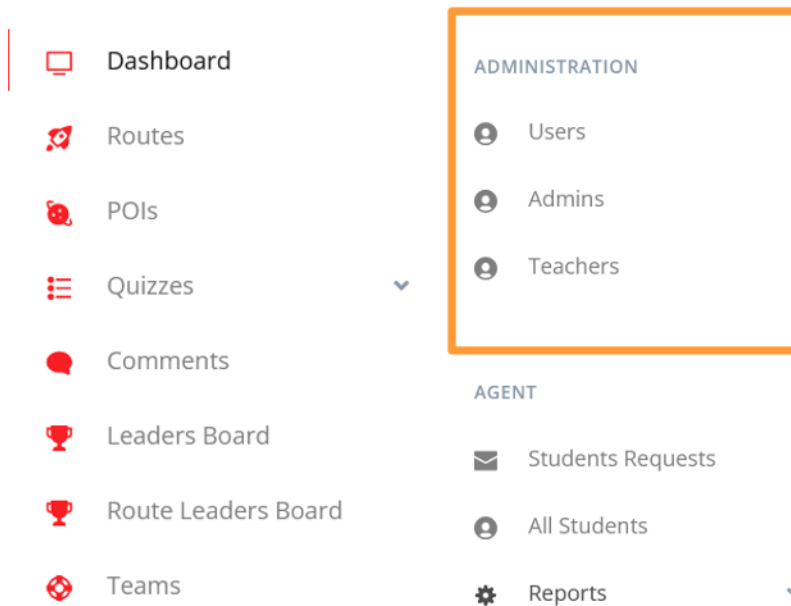 Dashboard
Routes
POIs
Quizzes
Comments
Leaders Board
Route Leaders Board
Teams
ADMINISTRATION
Users
Admins
Teachers
AGENT
Students Requests
All Students
Reports